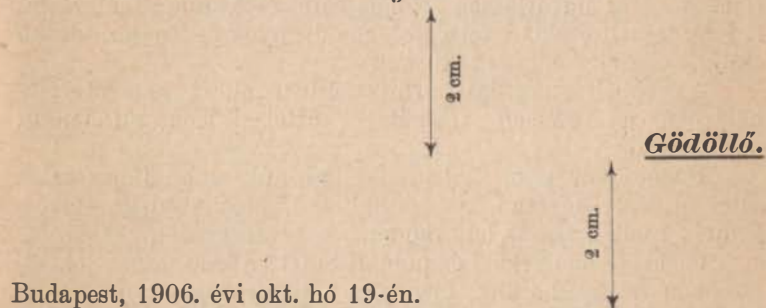 2 cm.
Gödöllő.
2 cm.
Budapest, 1906. évi okt. hó 19-én.